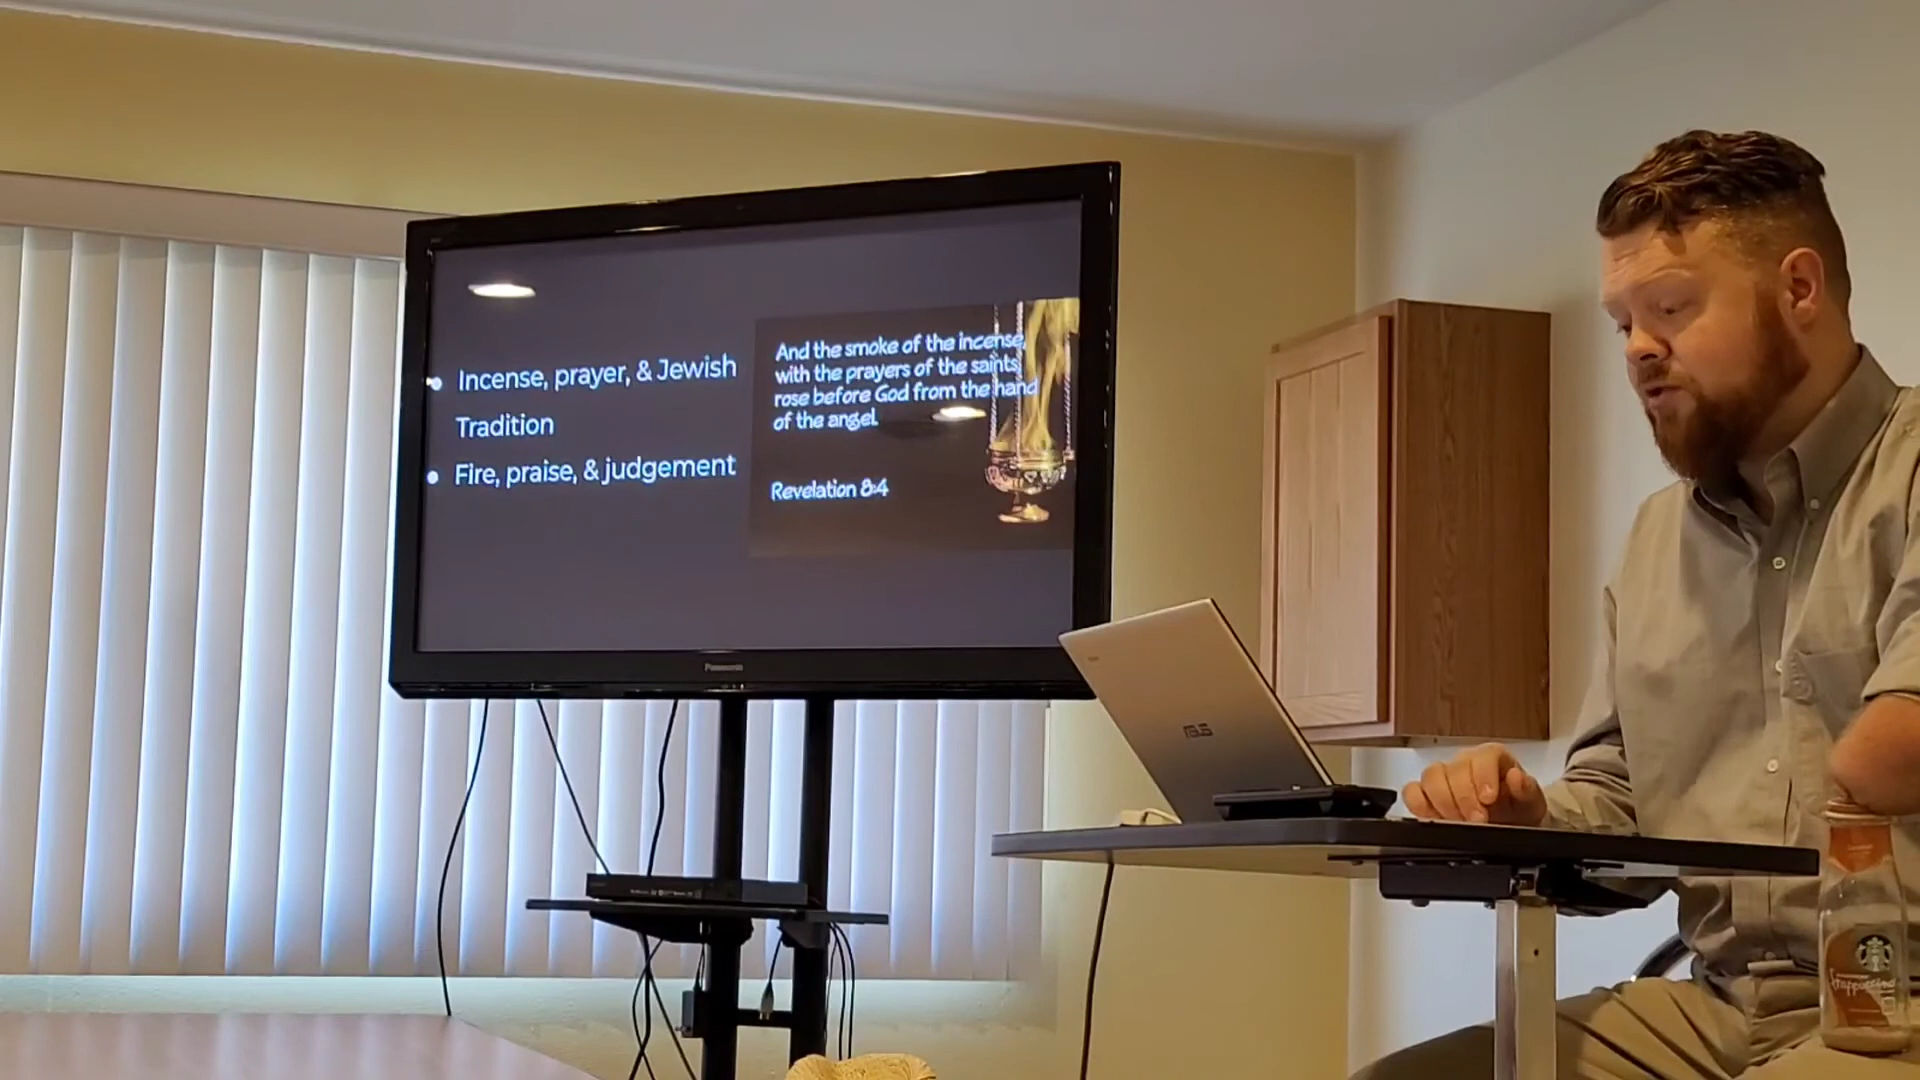 Incense, prayer, & Jewish
Tradition
Fire, praise, & judgement
And the smoke of the incense,
with the prayers of the saints,
rose before God from the hand
of the angel.
Revelation 8:4
Panasonic
ASUS
frappuccino